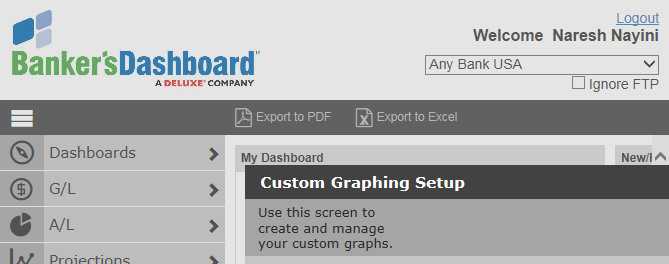 Logout
Welcome Naresh Nayini
Banker'sDashboard™
A DELUXE® COMPANY
Any Bank USA
Ignore FTP
Export to PDF Export to Excel
Dashboards
My Dashboard New/
Custom Graphing Setup
G/L
Use this screen to
create and manage
your custom graphs.
A/L
Projections